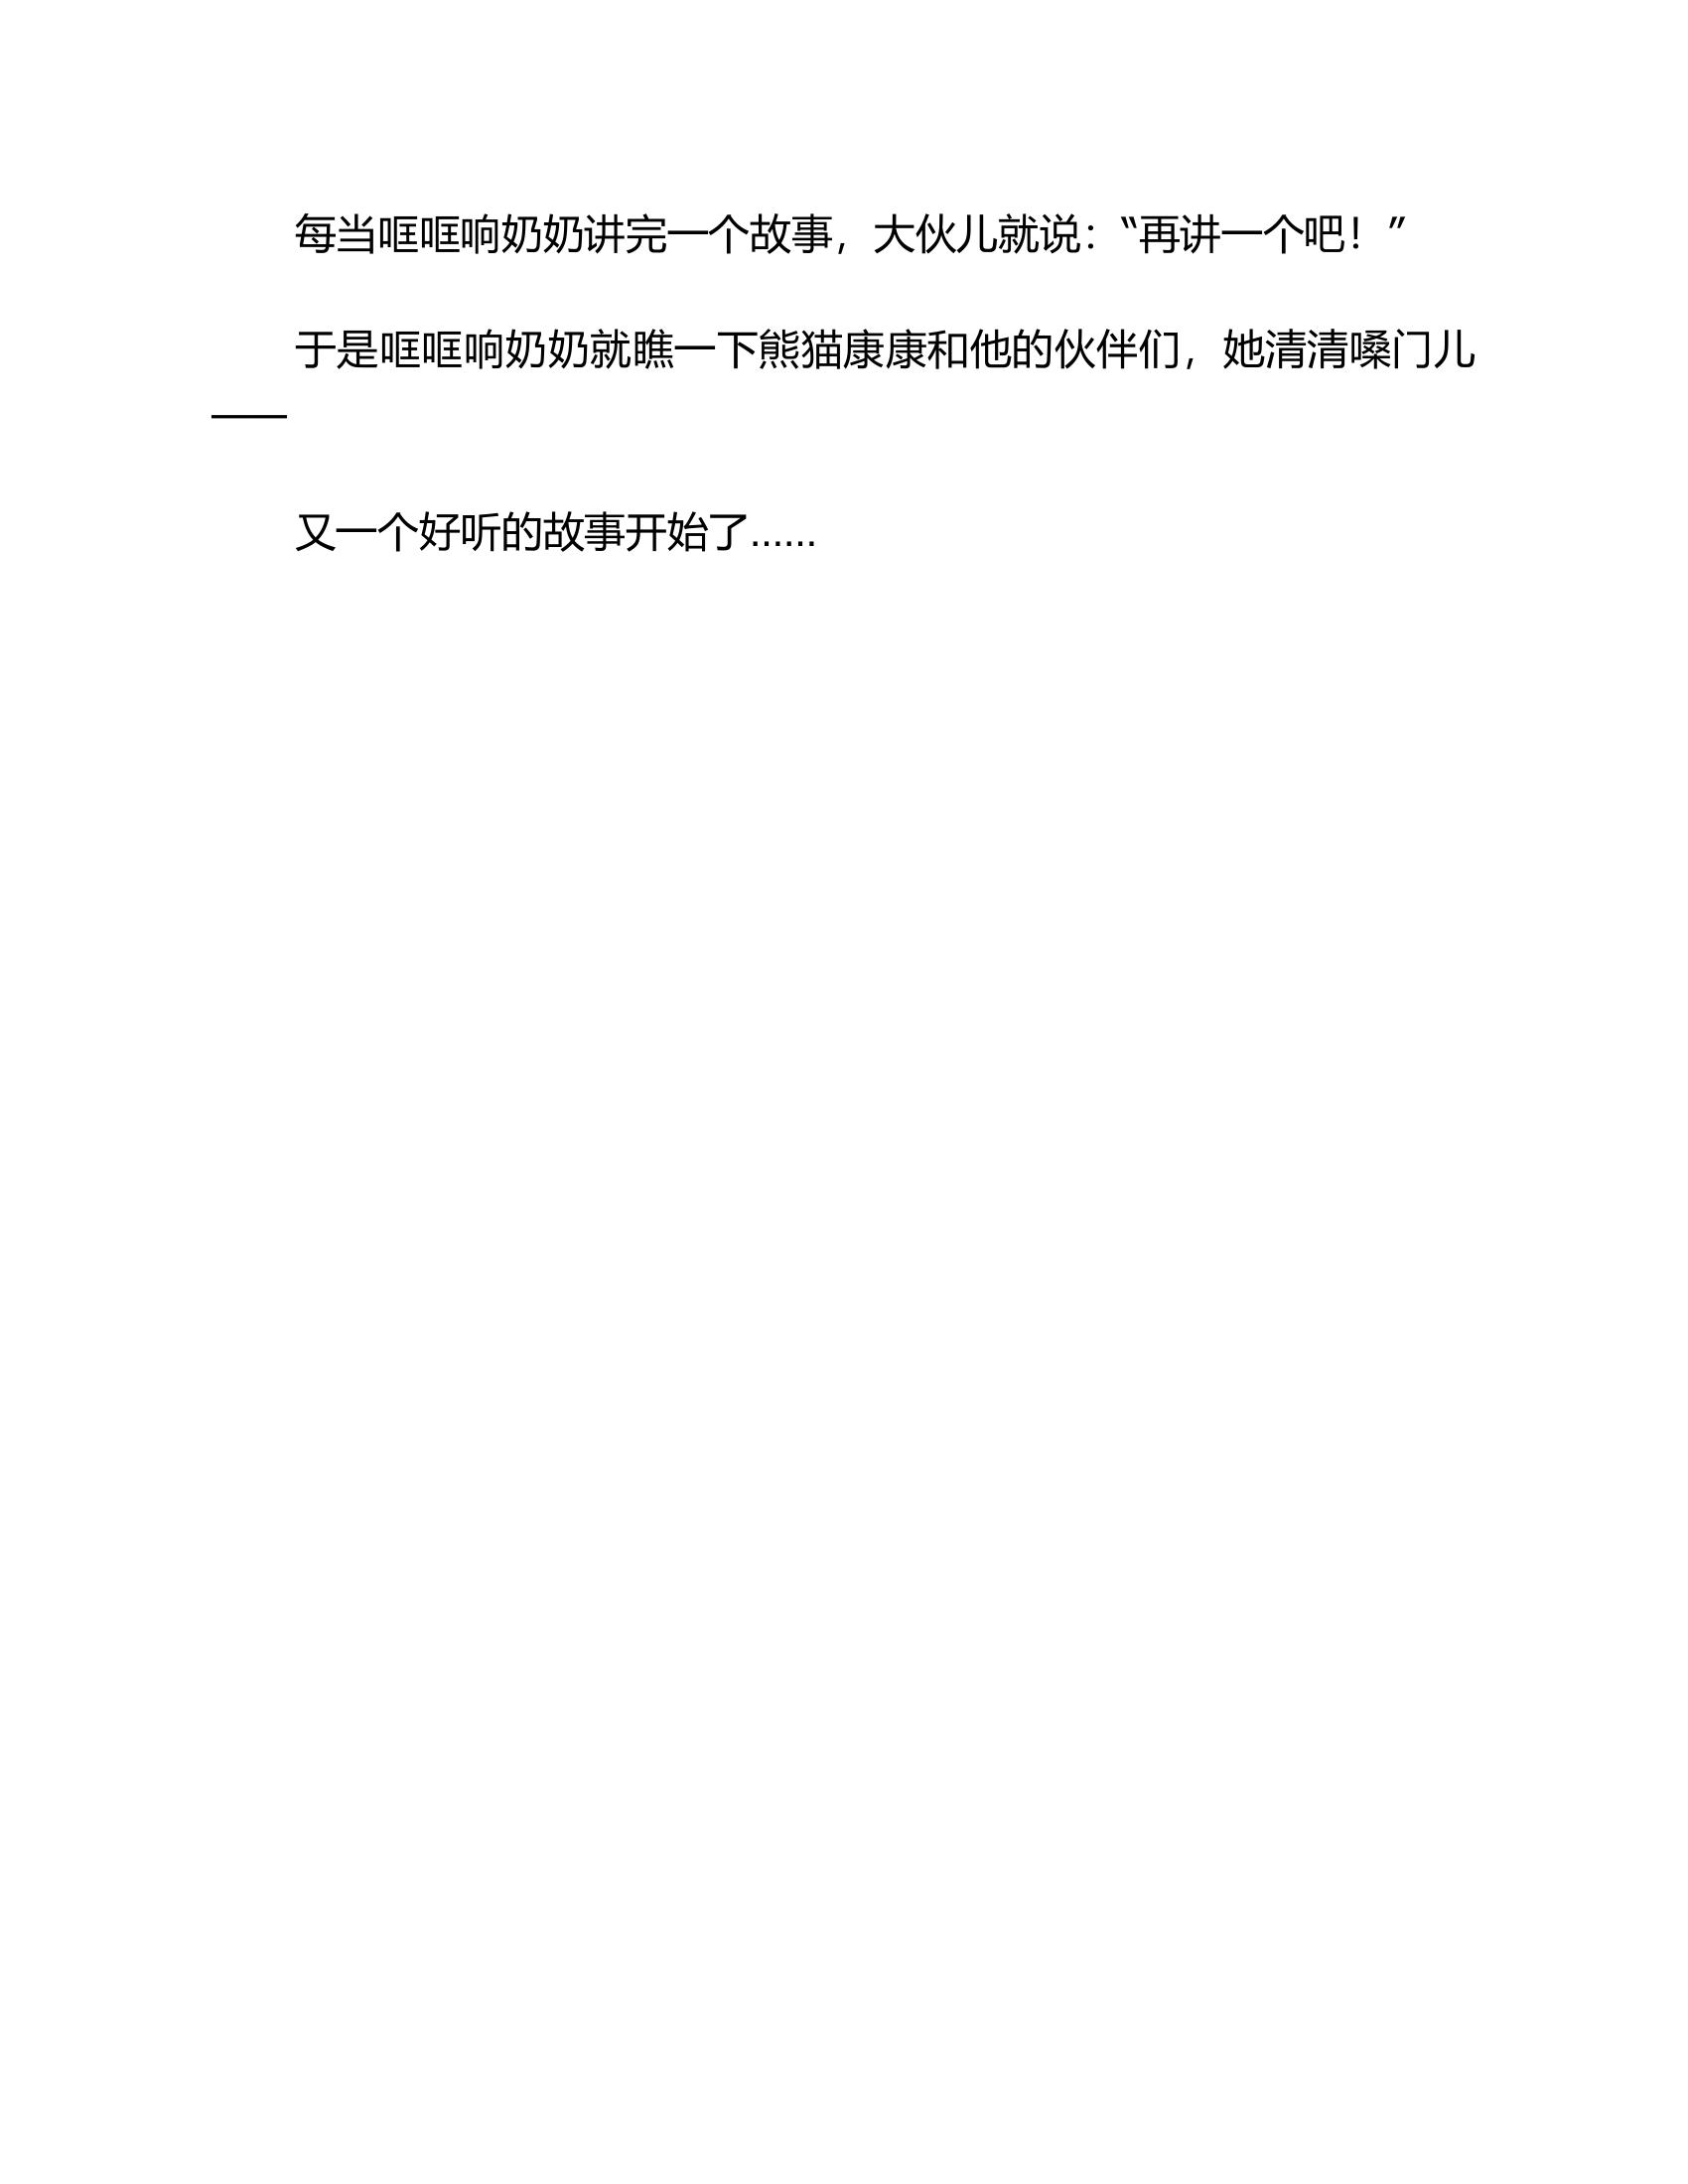 每当哐哐响奶奶讲完一个故事，大伙儿就说：“再讲一个吧！”
于是哐哐响奶奶就瞧一下熊猫康康和他的伙伴们，她清清嗓门儿
——
又一个好听的故事开始了……